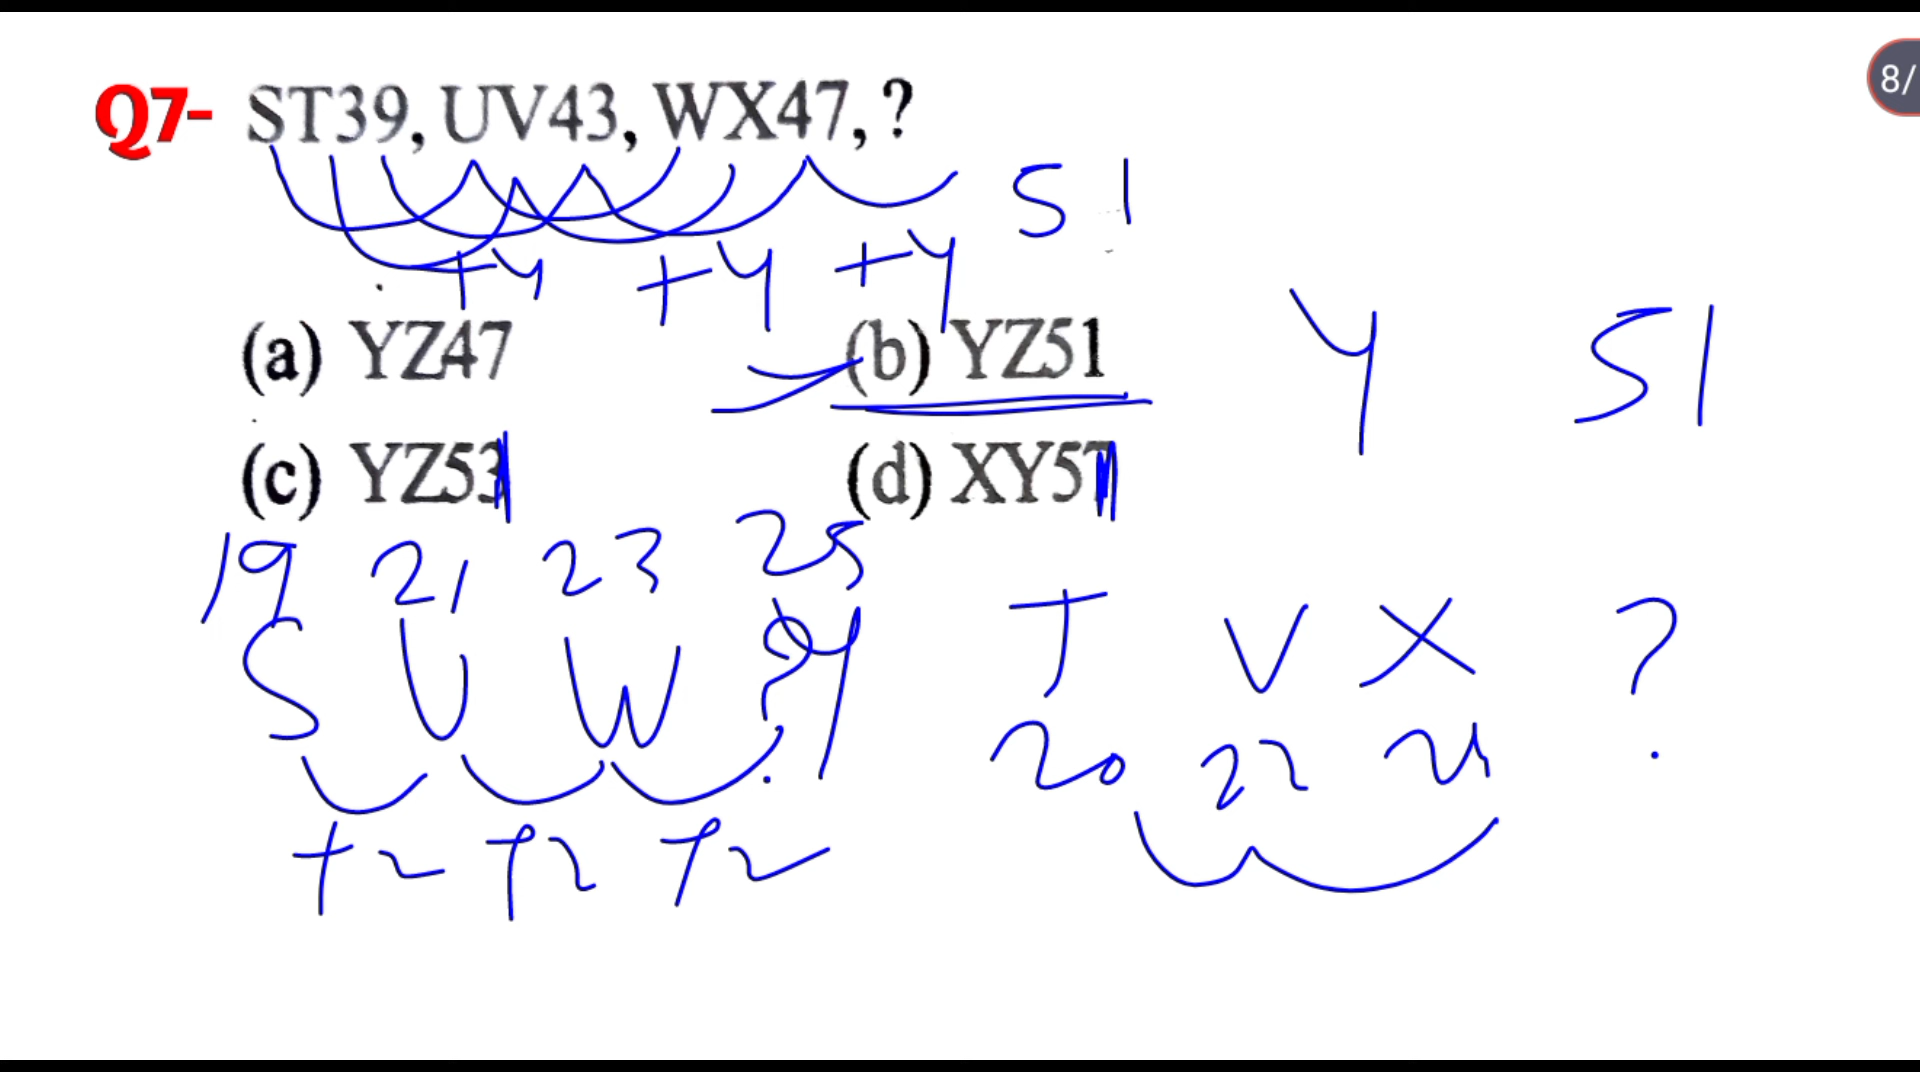 8/
Q7- ST39, UV43, WX47, ?
51
+4 +4 +4
(a) YZ47 (b) YZ51
Y 51
(c) YZ53 (d) XY57
19 21 23 25
S U W ? Y T V X ?
20 22 24
+2 +2 +2